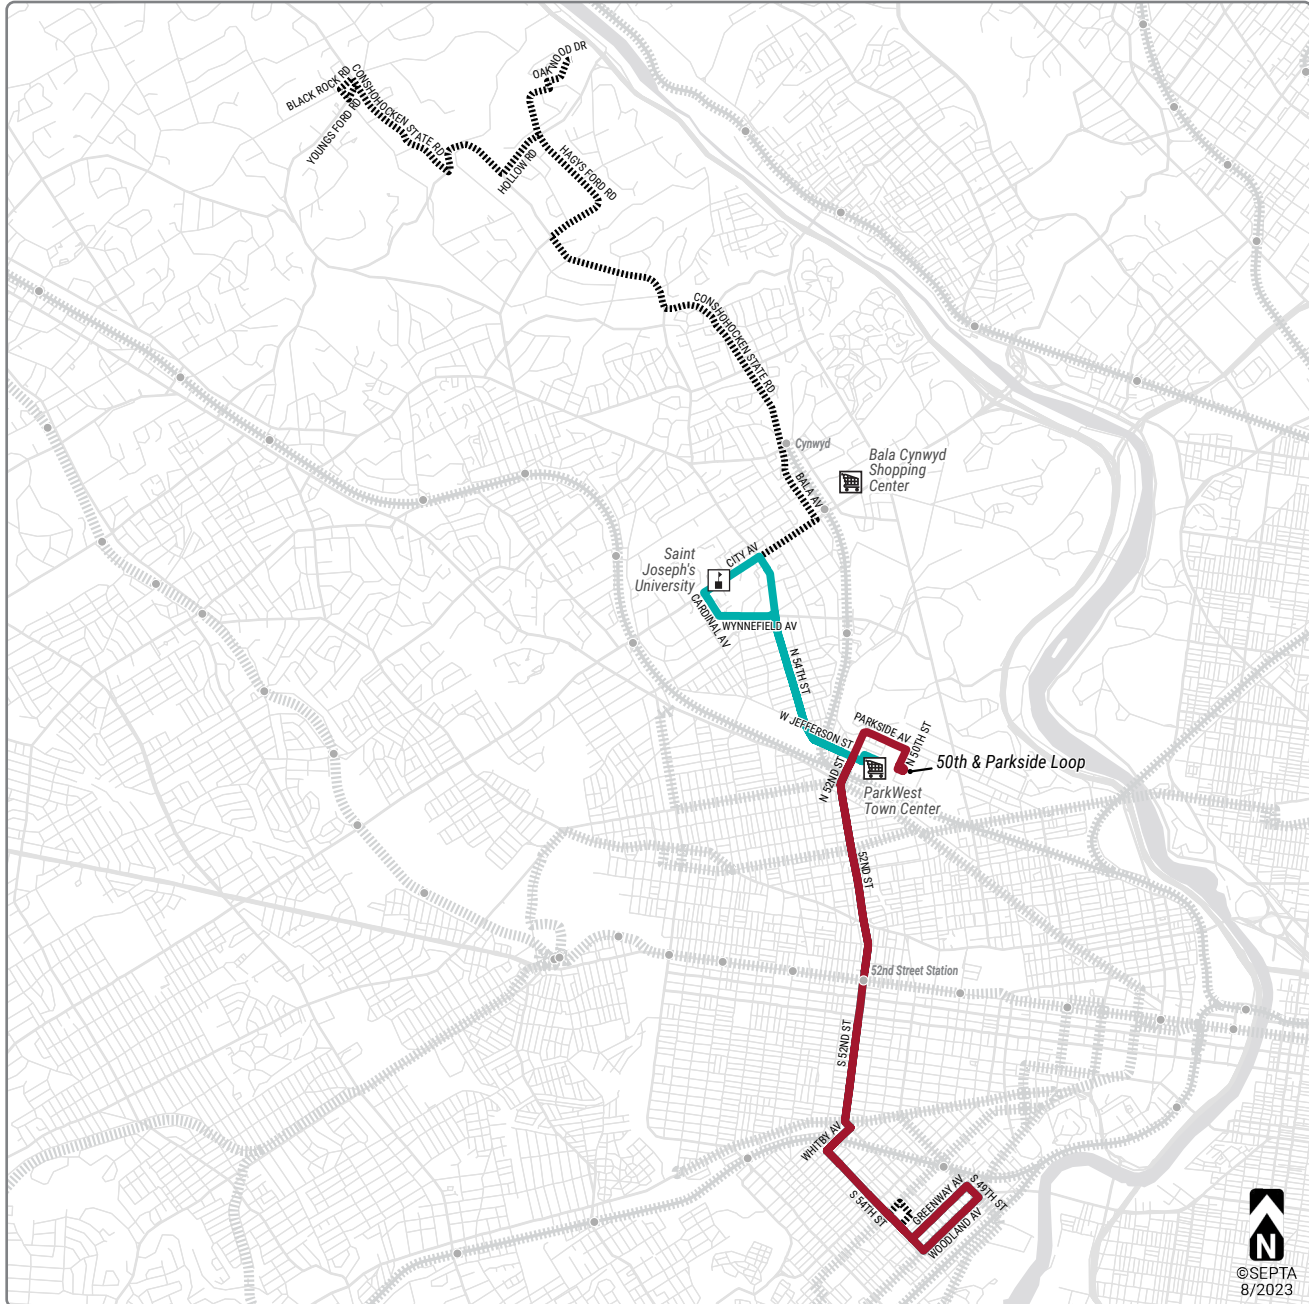 OAKWOOD DR
BLACK ROCK RD
CONSHOHOCKEN STATE RD
YOUNGS FORD RD
HOLLOW RD
HAGYS FORD RD
CONSHOHOCKEN STATE RD
Cynwyd
Bala Cynwyd
Shopping
Center
BALA AV
CITY AV
Saint
Joseph's
University
CARDINAL AV
WYNNEFIELD AV
N 54TH ST
W JEFFERSON ST
PARKSIDE AV
N 50TH ST
50th & Parkside Loop
N 52ND ST
ParkWest
Town Center
52ND ST
52nd Street Station
S 52ND ST
WHITBY AV
S 54TH ST
GREENWAY AV
S 49TH ST
WOODLAND AV
N
©SEPTA
8/2023